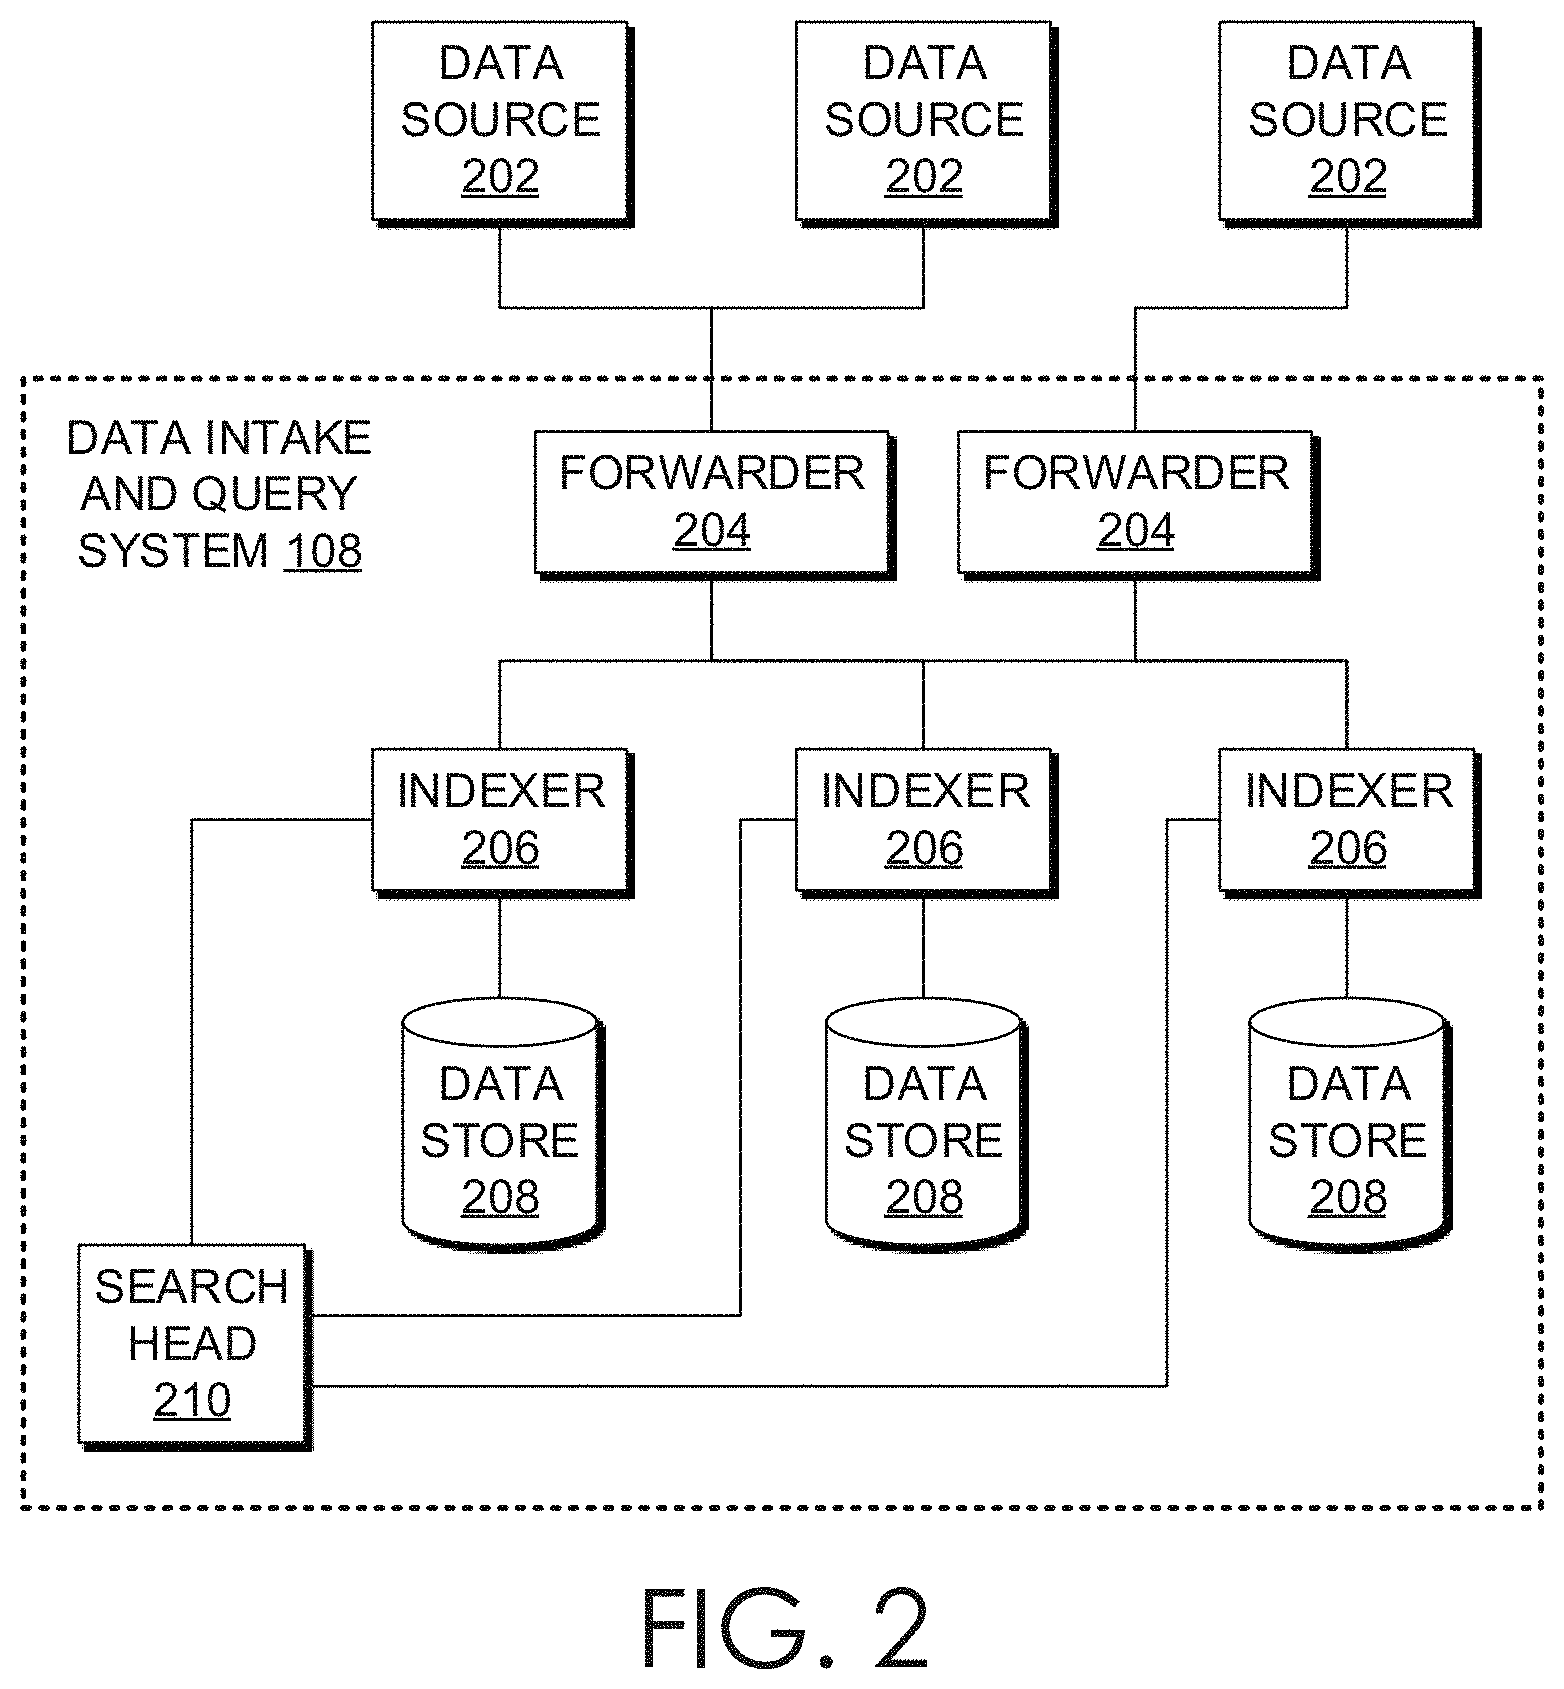 DATA
SOURCE
202
DATA
SOURCE
202
DATA
SOURCE
202
DATA INTAKE
AND QUERY
SYSTEM 108
FORWARDER
204
FORWARDER
204
INDEXER
206
INDEXER
206
INDEXER
206
DATA
STORE
208
DATA
STORE
208
DATA
STORE
208
SEARCH
HEAD
210
FIG. 2